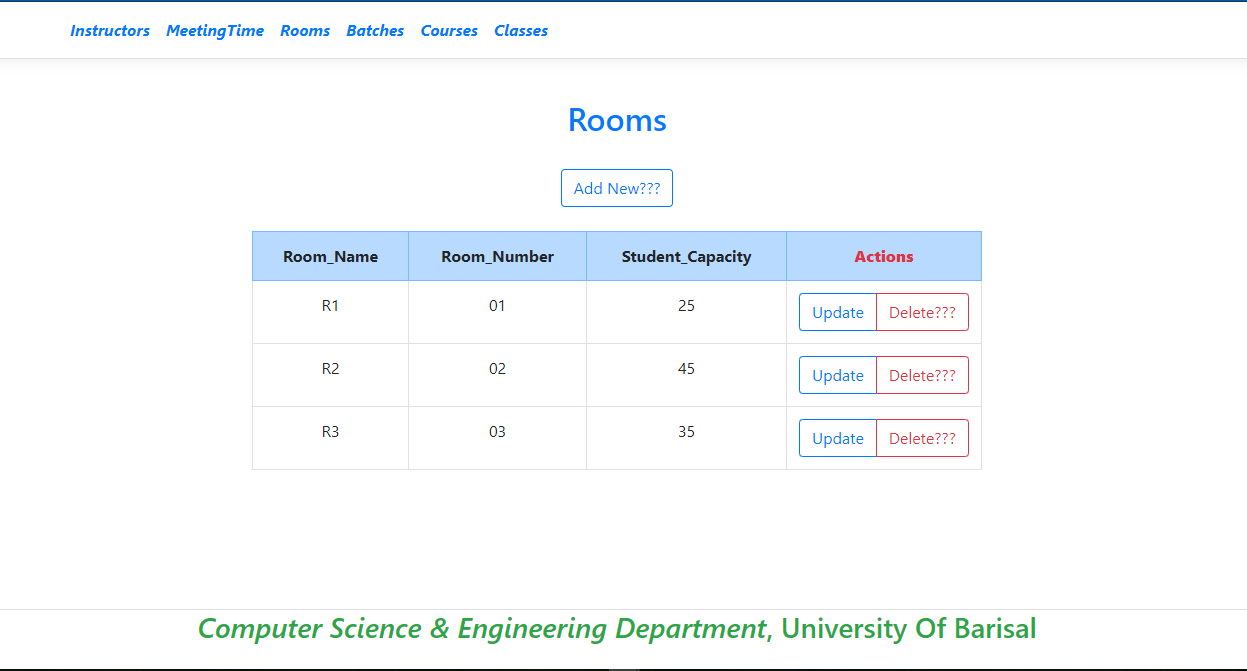 Instructors MeetingTime Rooms Batches Courses Classes
Rooms
Add New???
Room_Name Room_Number Student_Capacity Actions
R1 01 25 Update Delete???
R2 02 45 Update Delete???
R3 03 35 Update Delete???
Computer Science & Engineering Department, University Of Barisal